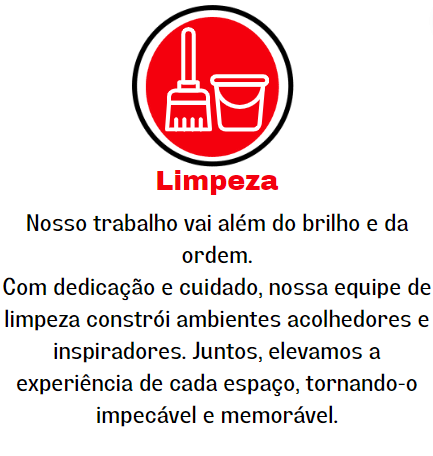 Limpeza
Nosso trabalho vai além do brilho e da
ordem.
Com dedicação e cuidado, nossa equipe de
limpeza constrói ambientes acolhedores e
inspiradores. Juntos, elevamos a
experiência de cada espaço, tornando-o
impecável e memorável.